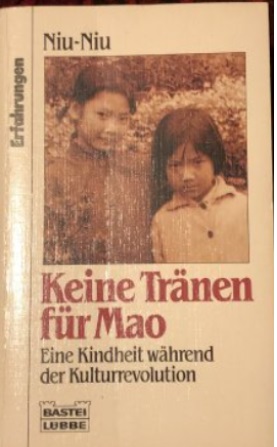 Niu-Niu
Erfahrungen
Keine Tränen
für Mao
Eine Kindheit während
der Kulturrevolution
BASTEI
LÜBBE